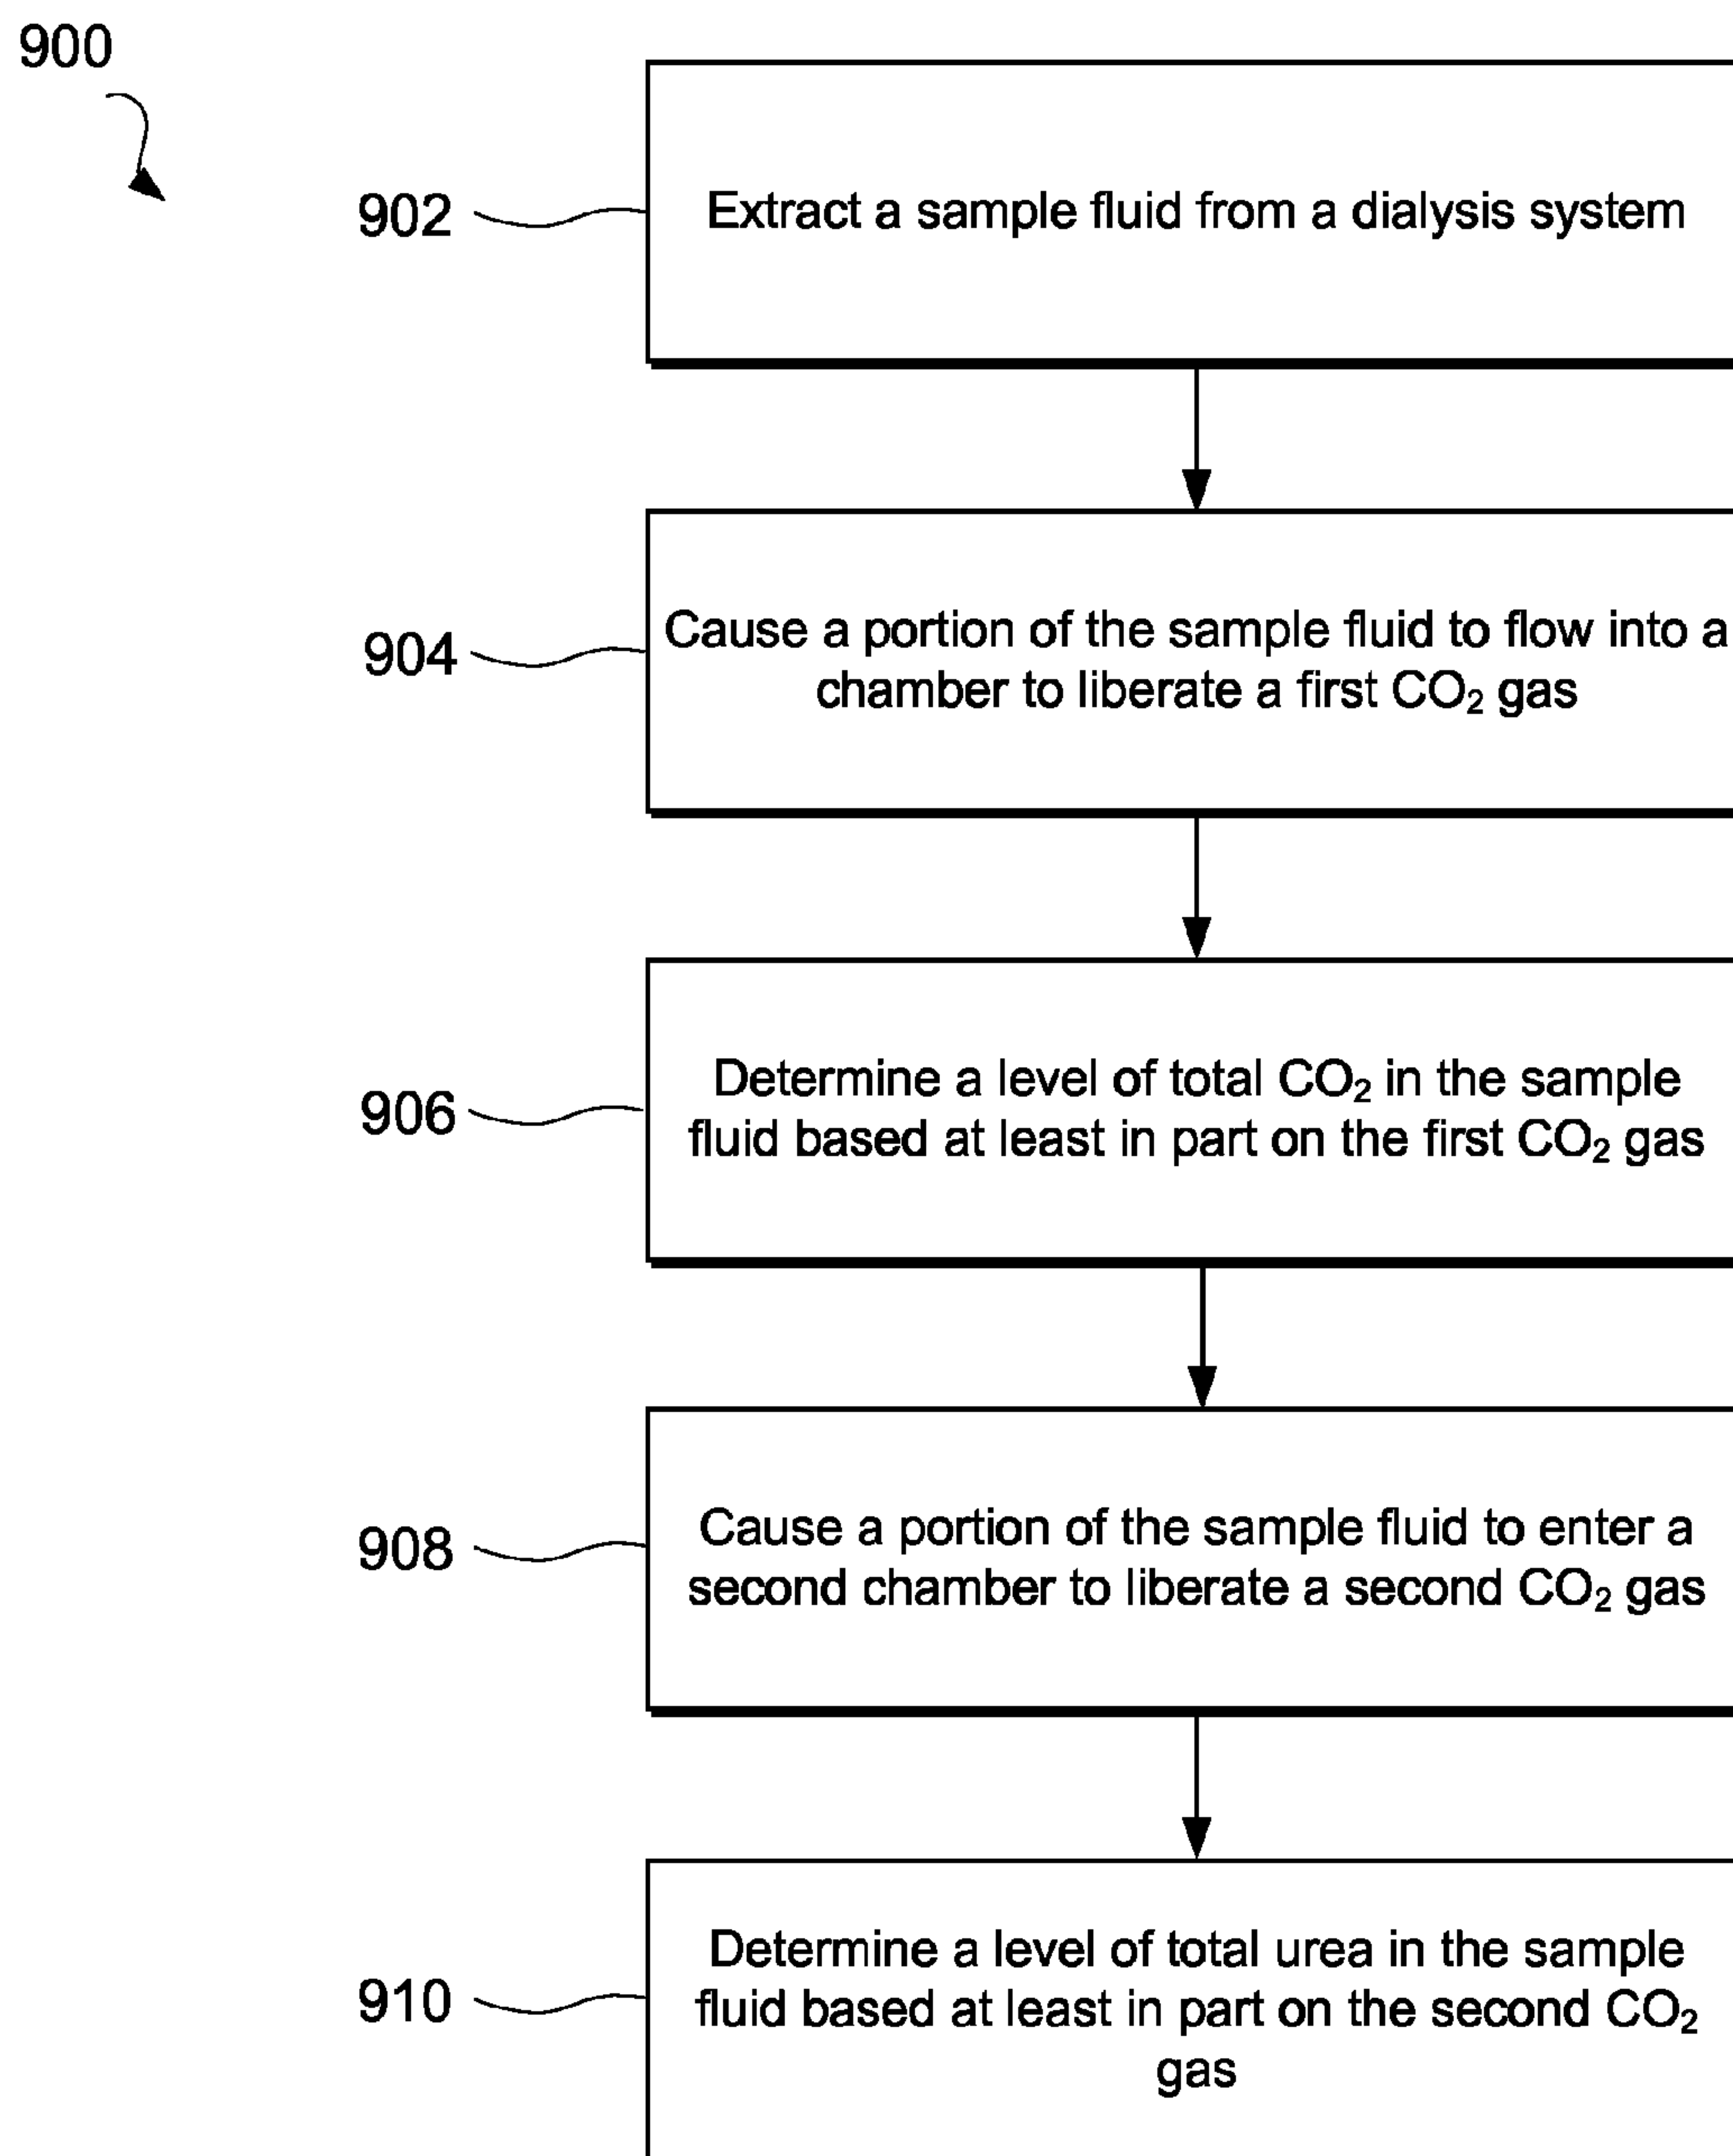 900
902
Extract a sample fluid from a dialysis system
904
Cause a portion of the sample fluid to flow into a
chamber to liberate a first CO₂ gas
906
Determine a level of total CO₂ in the sample
fluid based at least in part on the first CO₂ gas
908
Cause a portion of the sample fluid to enter a
second chamber to liberate a second CO₂ gas
910
Determine a level of total urea in the sample
fluid based at least in part on the second CO₂
gas